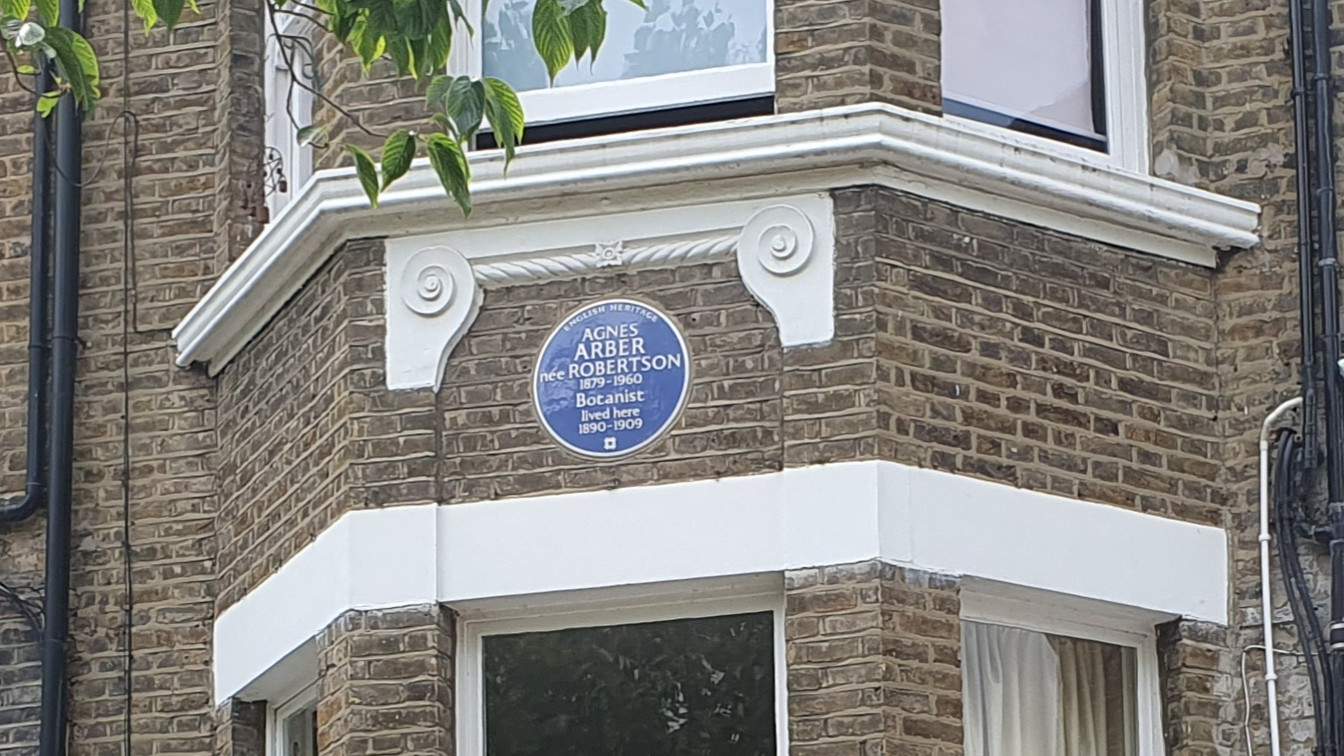 ENGLISH HERITAGE
AGNES
ARBER
née ROBERTSON
1879-1960
Botanist
lived here
1890-1909